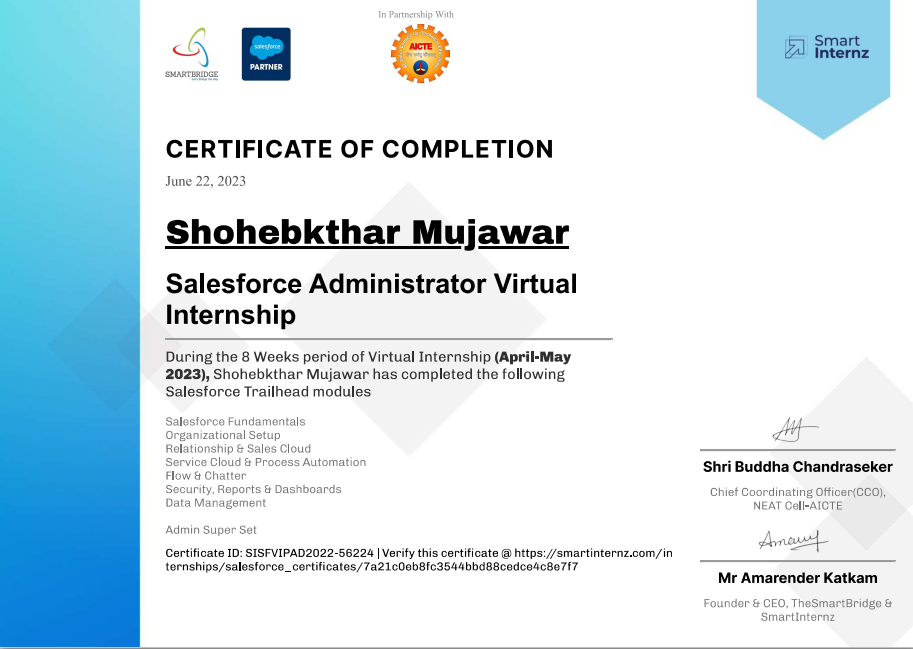 In Partnership With
SMARTBRIDGE
salesforce
PARTNER
AICTE
Smart
Internz
CERTIFICATE OF COMPLETION
June 22, 2023
Shohebkthar Mujawar
Salesforce Administrator Virtual
Internship
During the 8 Weeks period of Virtual Internship (April-May
2023), Shohebkthar Mujawar has completed the following
Salesforce Trailhead modules
Salesforce Fundamentals
Organizational Setup
Relationship & Sales Cloud
Service Cloud & Process Automation
Flow & Chatter
Security, Reports & Dashboards
Data Management
Admin Super Set
Certificate ID: SISFVIPAD2022-56224 | Verify this certificate @ https://smartinternz.com/in
ternships/salesforce_certificates/7a21c0eb8fc3544bbd88cedce4c8e7f7
Shri Buddha Chandraseker
Chief Coordinating Officer(CCO),
NEAT Cell-AICTE
Mr Amarender Katkam
Founder & CEO, TheSmartBridge &
SmartInternz